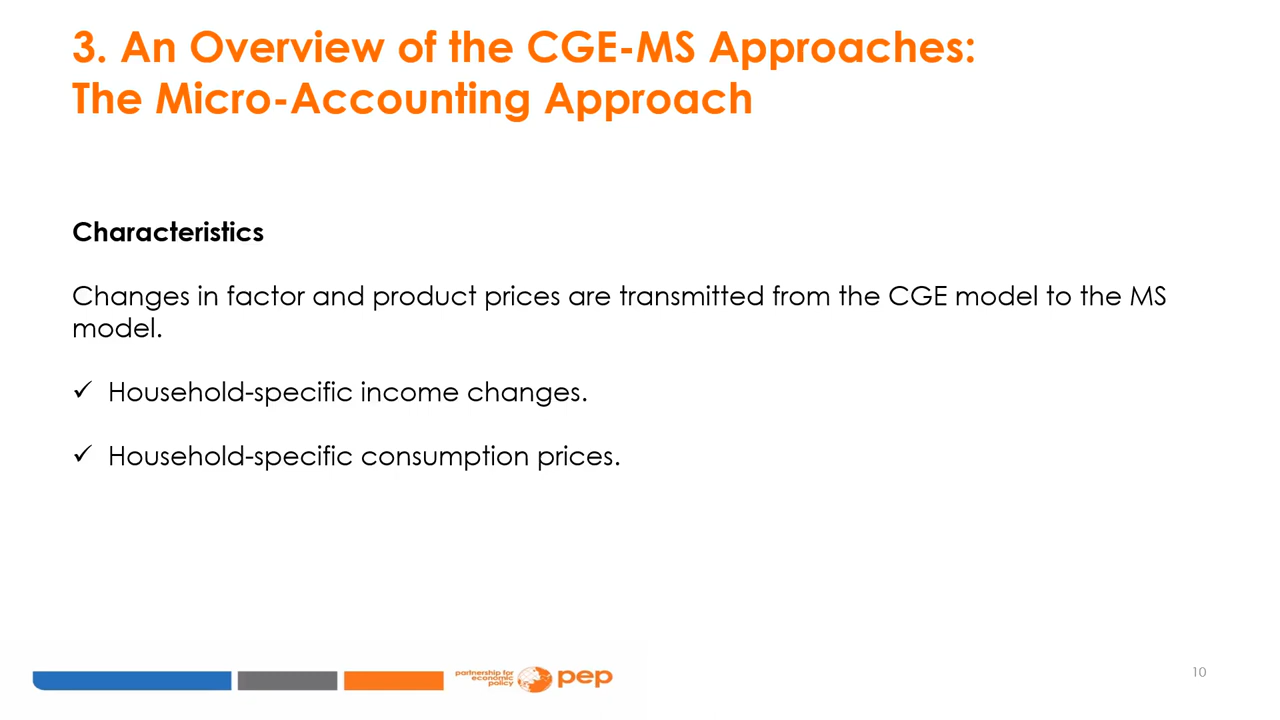 3. An Overview of the CGE-MS Approaches:
The Micro-Accounting Approach
Characteristics
Changes in factor and product prices are transmitted from the CGE model to the MS
model.
✓ Household-specific income changes.
✓ Household-specific consumption prices.
partnership for
economic
policy
pep
10